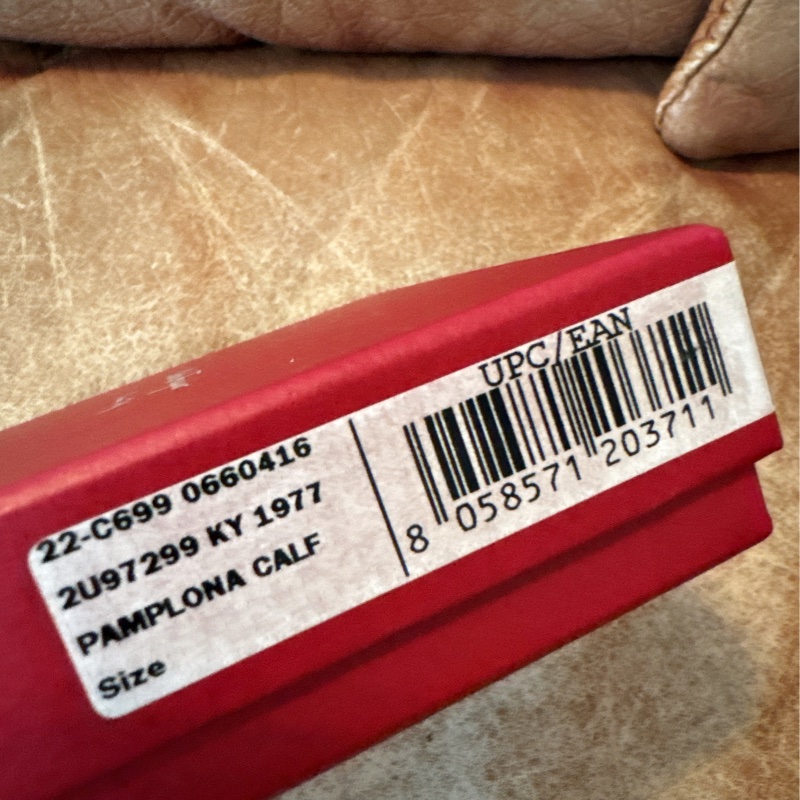 22-C699 0660416
2U97299 KY 1977
PAMPLONA CALF
Size
UPC/EAN
8 058571 203711